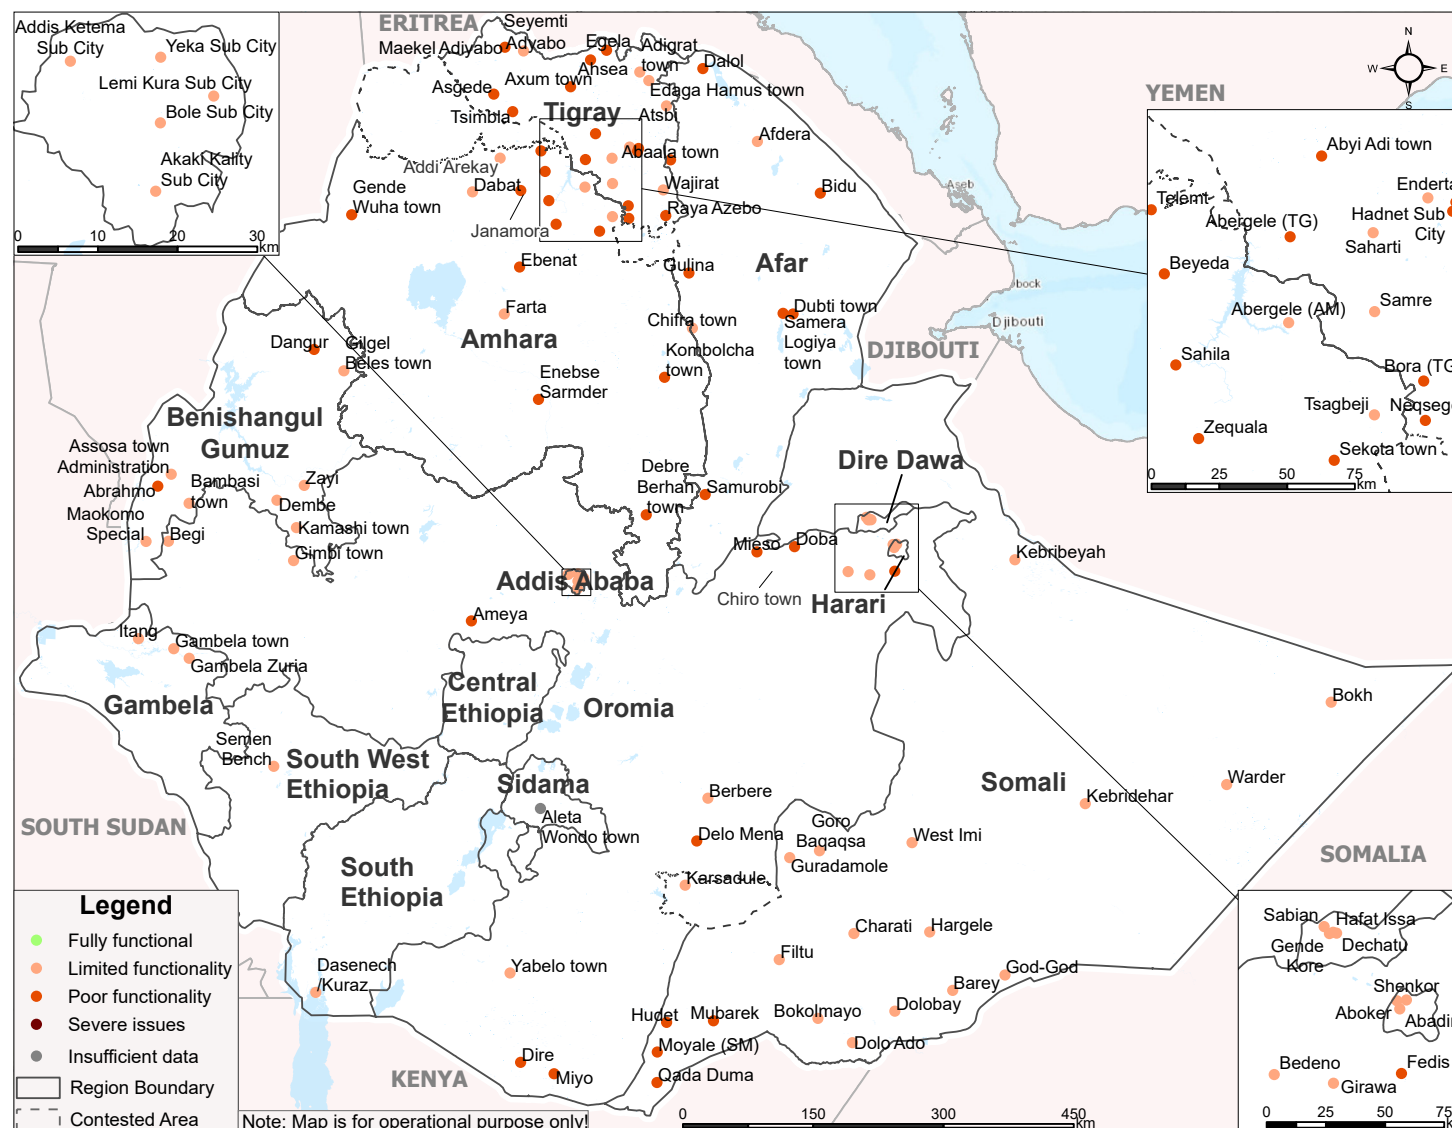 Addis Ketema
Sub City
Yeka Sub City
Lemi Kura Sub City
Bole Sub City
Akaki Kality
Sub City
0 10 20 30
km
ERITREA
Seyemti
Adyabo
Maekel Adiyabo
Egela
Ahsea
Adigrat
town
Dalol
Axum town
Asgede
Edaga Hamus town
Tsimbla
Tigray
Atsbi
Afdera
Abaala town
Addi Arekay
Dabat
Gende
Wuha town
Wajirat
Raya Azebo
Bidu
Janamora
Ebenat
Gulina
Afar
Farta
Amhara
Chifra town
Dubti town
Samera
Logiya
town
Dangur
Gilgel
Beles town
Kombolcha
town
Enebse
Sarmder
Benishangul
Gumuz
Assosa town
Administration
Abrahmo
Bambasi
town
Maokomo
Special
Begi
Zayi
Dembe
Kamashi town
Gimbi town
Debre
Berhan
town
Samurobi
Dire Dawa
Mieso
Doba
Chiro town
Harari
Kebribeyah
Addis Ababa
Ameya
Itang
Gambela town
Gambela Zuria
Gambela
Central
Ethiopia
Oromia
Semen
Bench
South West
Ethiopia
Sidama
Aleta
Wondo town
Berbere
Delo Mena
Goro
Baqaqsa
Guradamole
West Imi
Somali
Kebridehar
Bokh
Warder
SOUTH SUDAN
South
Ethiopia
Karsadule
Charati
Hargele
Filtu
God-God
Barey
Dolobay
Bokolmayo
Dolo Ado
Yabelo town
Dasenech
/Kuraz
Hudet
Mubarek
Moyale (SM)
Qada Duma
Dire
Miyo
KENYA
SOMALIA
DJIBOUTI
YEMEN
Aseb
bock
Djibouti
N
W E
S
Abyi Adi town
Enderta
Telemt
Abergele (TG)
Hadnet Sub
City
Saharti
Beyeda
Abergele (AM)
Samre
Sahila
Bora (TG
Tsagbeji
Neqsege
Zequala
Sekota town
0 25 50 75
km
Sabian
Hafat Issa
Gende
Kore
Dechatu
Shenkor
Aboker
Abadir
Bedeno
Fedis
Girawa
0 25 50 75
Legend
Fully functional
Limited functionality
Poor functionality
Severe issues
Insufficient data
Region Boundary
Contested Area
Note: Map is for operational purpose only!
0 150 300 450
km